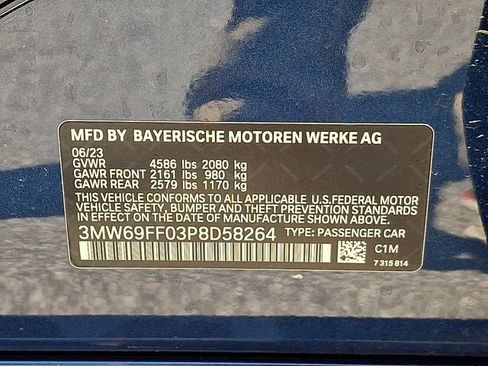 MFD BY BAYERISCHE MOTOREN WERKE AG
06/23
GVWR 4586 lbs 2080 kg
GAWR FRONT 2161 lbs 980 kg
GAWR REAR 2579 lbs 1170 kg
THIS VEHICLE CONFORMS TO ALL APPLICABLE U.S.FEDERAL MOTOR
VEHICLE SAFETY, BUMPER, AND THEFT PREVENTION STANDARDS
IN EFFECT ON THE DATE OF MANUFACTURE SHOWN ABOVE.
3MW69FF03P8D58264 TYPE: PASSENGER CAR
C1M
7 315 814